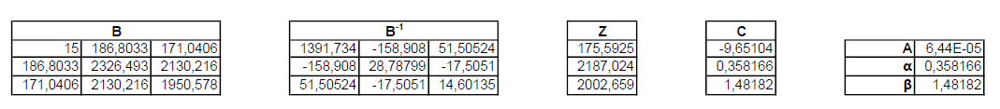 B B⁻¹ Z C
15 186,8033 171,0406 1391,734 -158,908 51,50524 175,5925 -9,65104 A 6,44E-05
186,8033 2326,493 2130,216 -158,908 28,78799 -17,5051 2187,024 0,358166 α 0,358166
171,0406 2130,216 1950,578 51,50524 -17,5051 14,60135 2002,659 1,48182 β 1,48182